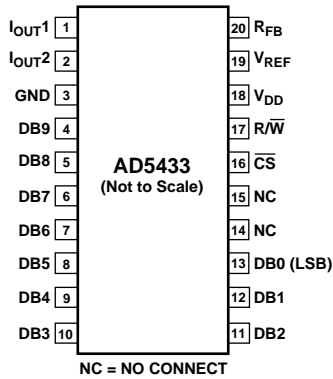 IOUT1 1
IOUT2 2
GND 3
DB9 4
DB8 5
DB7 6
DB6 7
DB5 8
DB4 9
DB3 10
AD5433
(Not to Scale)
20 RFB
19 VREF
18 VDD
17 R/W̅
16 C̅S̅
15 NC
14 NC
13 DB0 (LSB)
12 DB1
11 DB2
NC = NO CONNECT